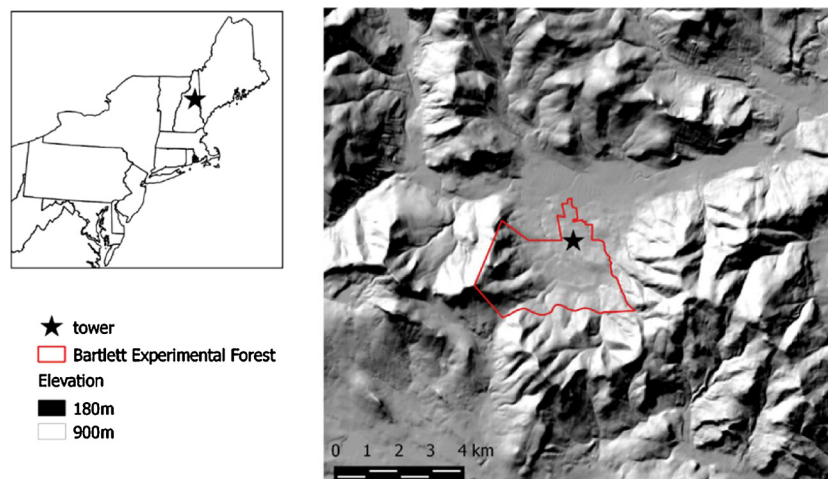 tower
Bartlett Experimental Forest
Elevation
180m
900m
0 1 2 3 4 km